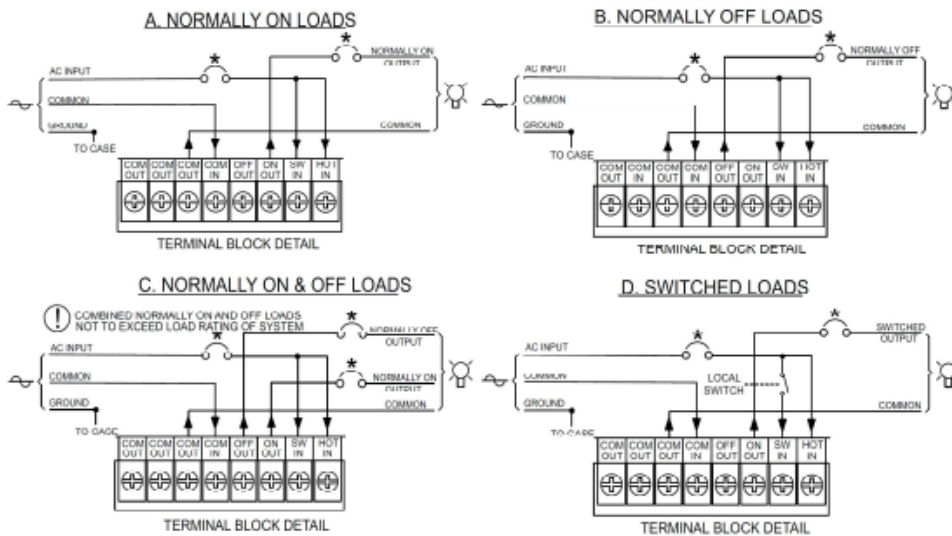 A. NORMALLY ON LOADS
*
*
NORMALLY ON
OUTPUT
AC INPUT
COMMON
GROUND
TO CASE
COMMON
COM OUT
COM OUT
COM OUT
COM IN
OFF OUT
ON OUT
SW IN
HOT IN
TERMINAL BLOCK DETAIL
B. NORMALLY OFF LOADS
*
*
NORMALLY OFF
OUTPUT
AC INPUT
COMMON
GROUND
TO CASE
COMMON
COM OUT
COM OUT
COM OUT
COM IN
OFF OUT
ON OUT
SW IN
HOT IN
TERMINAL BLOCK DETAIL
C. NORMALLY ON & OFF LOADS
! COMBINED NORMALLY ON AND OFF LOADS
NOT TO EXCEED LOAD RATING OF SYSTEM
*
*
NORMALLY OFF
OUTPUT
AC INPUT
*
NORMALLY ON
OUTPUT
COMMON
GROUND
TO CASE
COMMON
COM OUT
COM OUT
COM OUT
COM IN
OFF OUT
ON OUT
SW IN
HOT IN
TERMINAL BLOCK DETAIL
D. SWITCHED LOADS
*
*
SWITCHED
OUTPUT
AC INPUT
COMMON
LOCAL
SWITCH
GROUND
TO CASE
COMMON
COM OUT
COM OUT
COM OUT
COM IN
OFF OUT
ON OUT
SW IN
HOT IN
TERMINAL BLOCK DETAIL